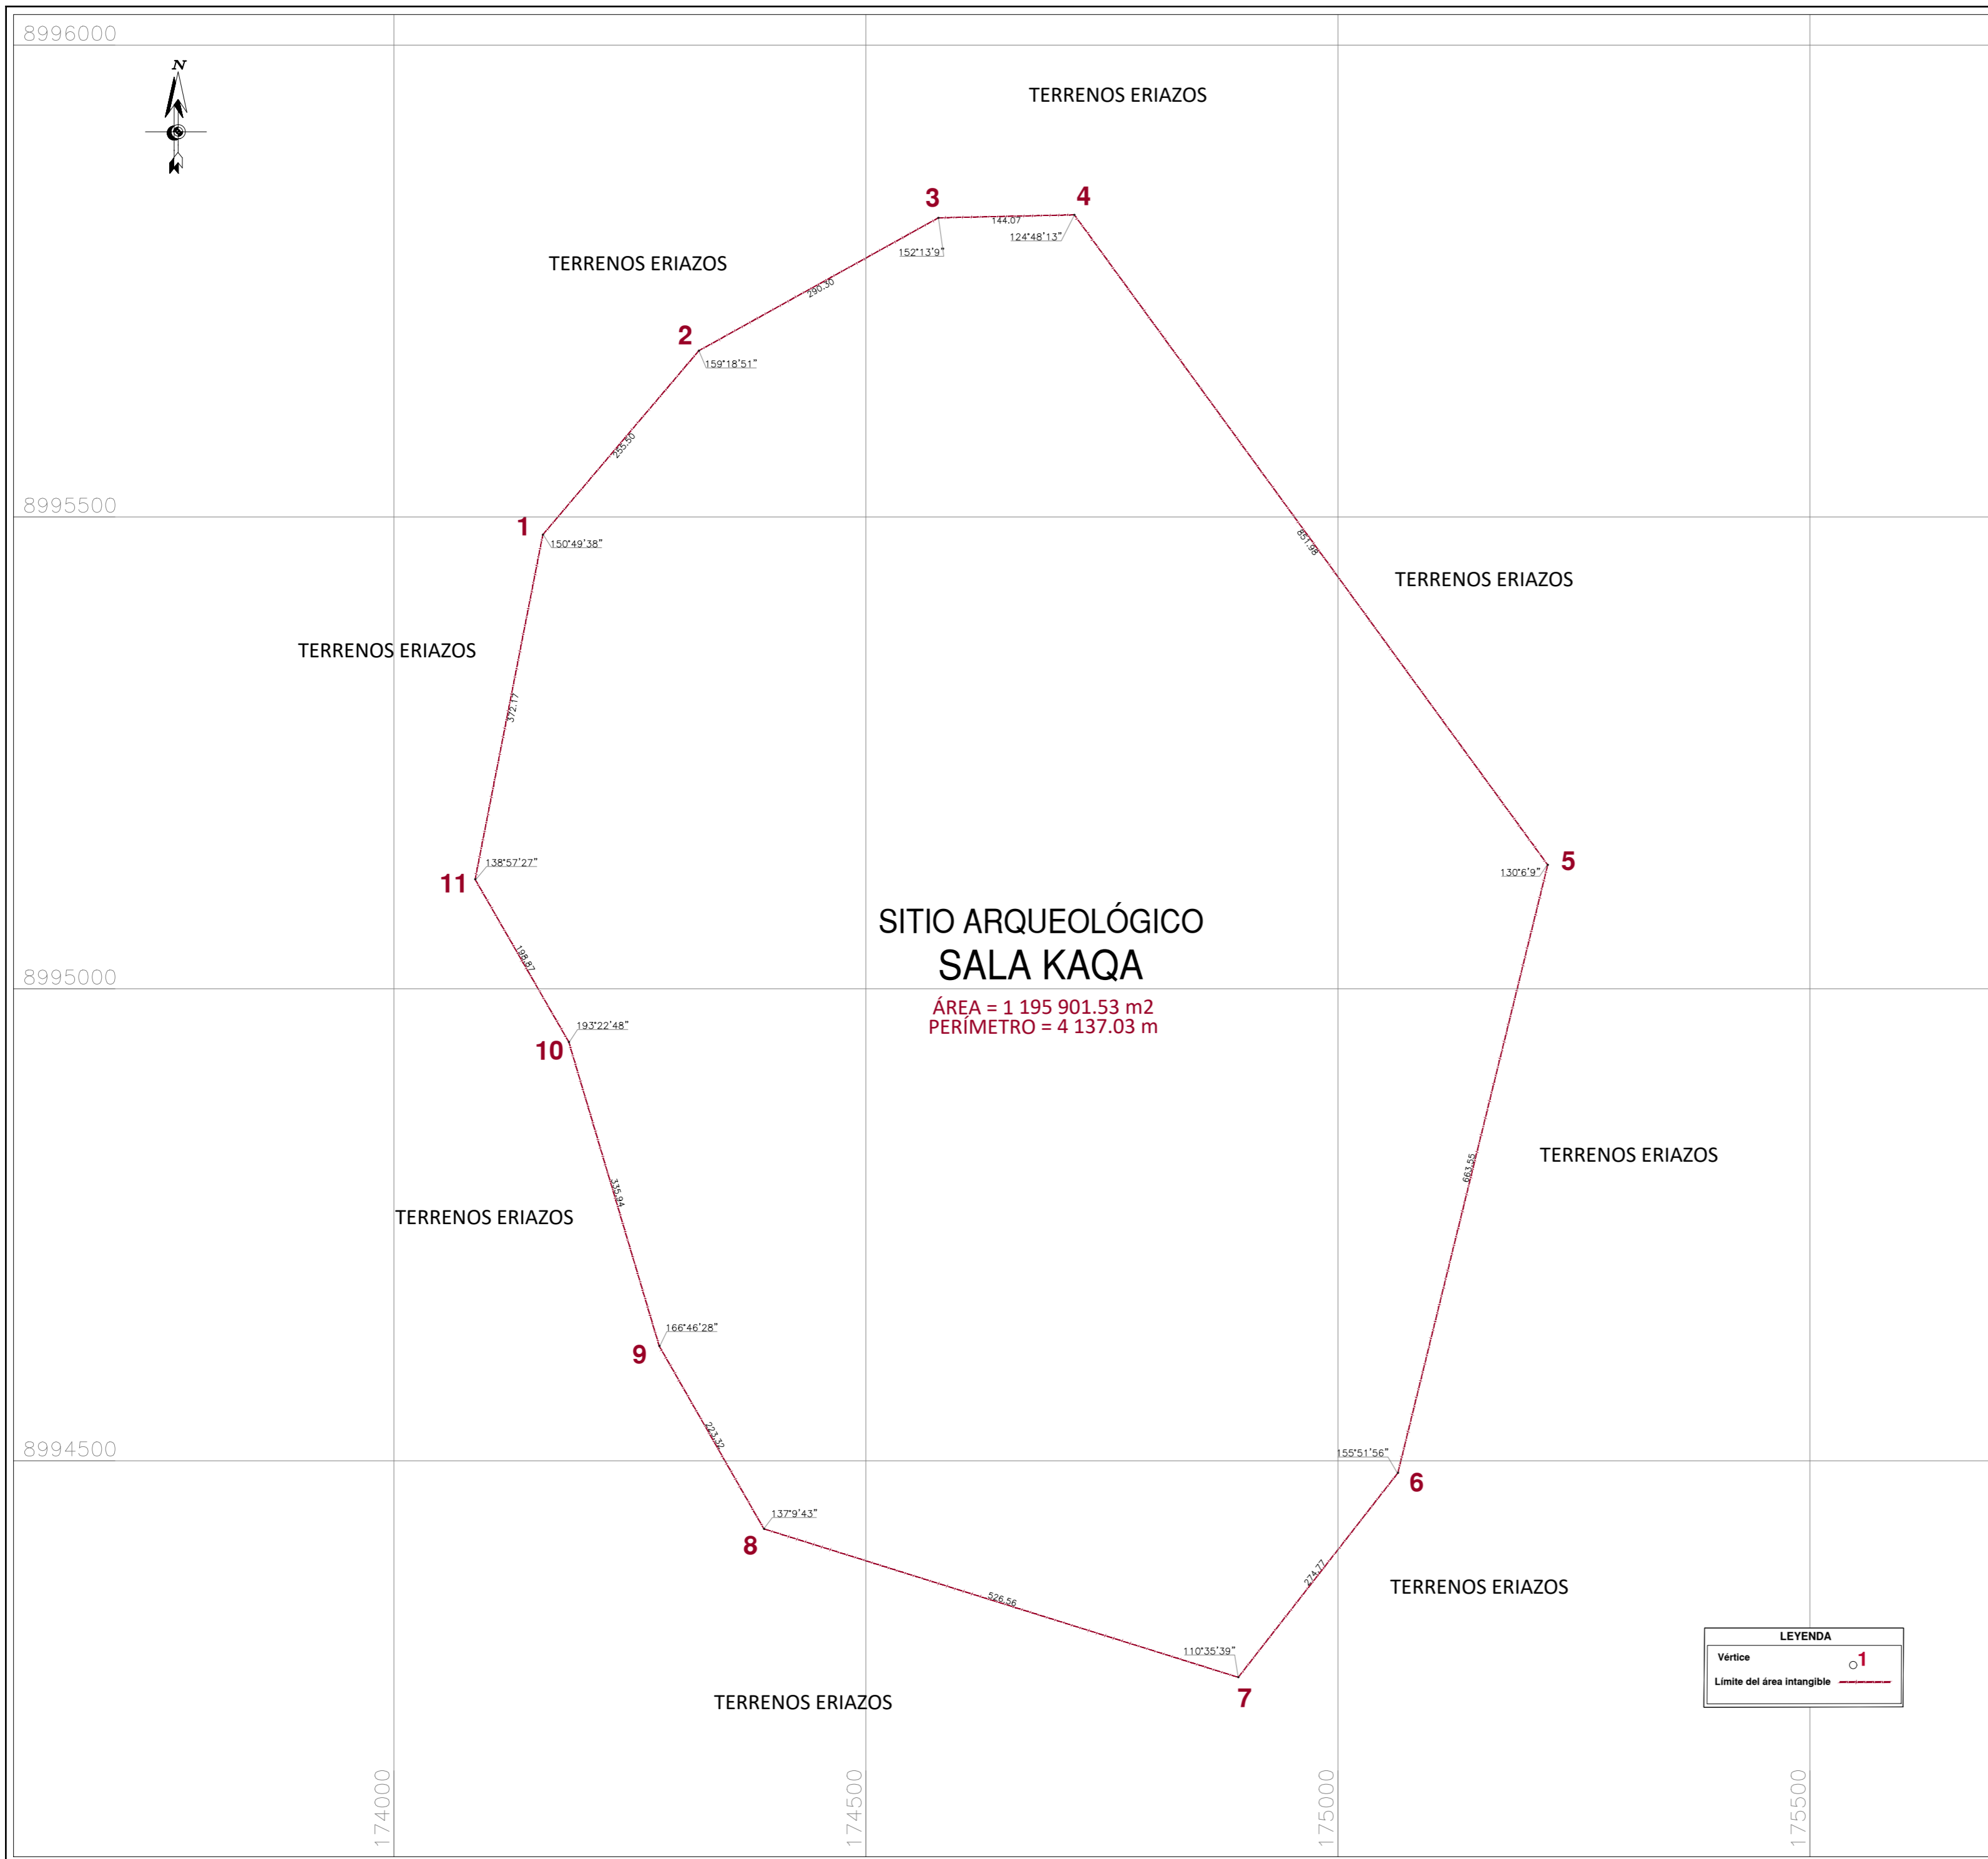 8996000
N
TERRENOS ERIAZOS
3
4
144.07
124°48'13"
152°13'9"
TERRENOS ERIAZOS
290.30
2
159°18'51"
255.50
8995500
1
150°49'38"
851.98
TERRENOS ERIAZOS
TERRENOS ERIAZOS
372.17
138°57'27"
11
5
130°6'9"
SITIO ARQUEOLÓGICO
SALA KAQA
198.87
8995000
ÁREA = 1 195 901.53 m2
PERÍMETRO = 4 137.03 m
193°22'48"
10
663.55
TERRENOS ERIAZOS
335.94
TERRENOS ERIAZOS
166°46'28"
9
223.32
8994500
155°51'56"
6
137°9'43"
8
274.77
TERRENOS ERIAZOS
526.56
110°35'39"
7
TERRENOS ERIAZOS
LEYENDA
Vértice 1
Límite del área intangible
174000
174500
175000
175500